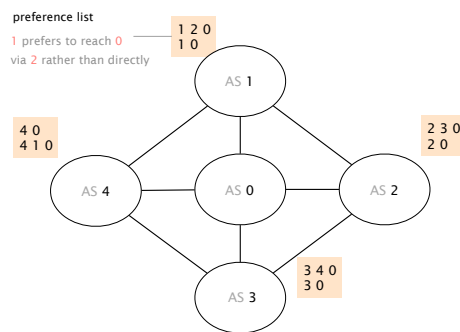 preference list
1 prefers to reach 0
via 2 rather than directly
1 2 0
1 0
AS 1
4 0
4 1 0
2 3 0
2 0
AS 4
AS 0
AS 2
3 4 0
3 0
AS 3